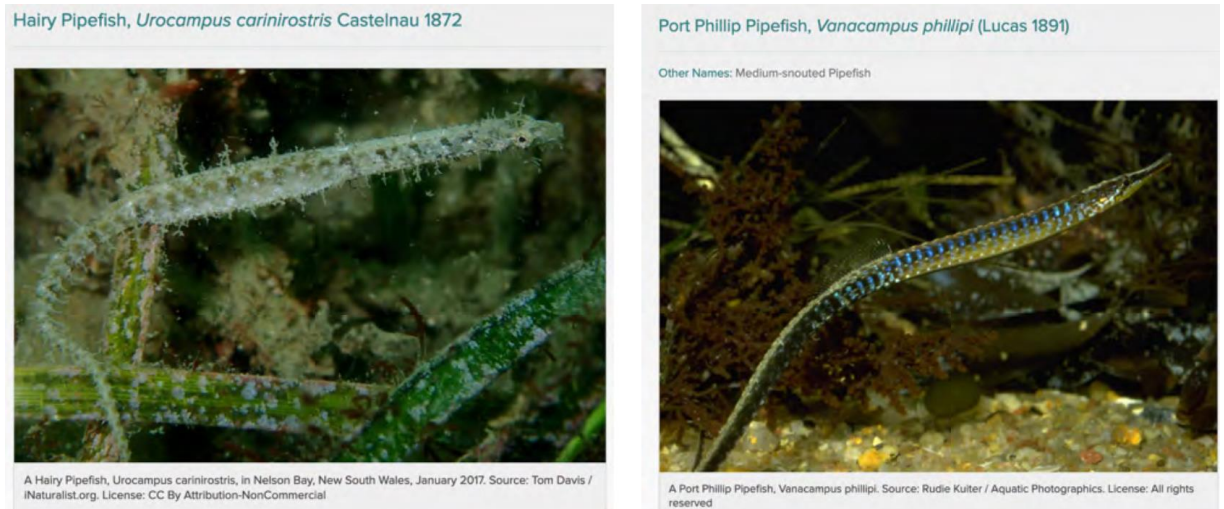 Hairy Pipefish, Urocampus carinirostris Castelnau 1872
A Hairy Pipefish, Urocampus carinirostris, in Nelson Bay, New South Wales, January 2017. Source: Tom Davis /
iNaturalist.org. License: CC By Attribution-NonCommercial
Port Phillip Pipefish, Vanacampus phillipi (Lucas 1891)
Other Names: Medium-snouted Pipefish
A Port Phillip Pipefish, Vanacampus phillipi. Source: Rudie Kuiter / Aquatic Photographics. License: All rights
reserved